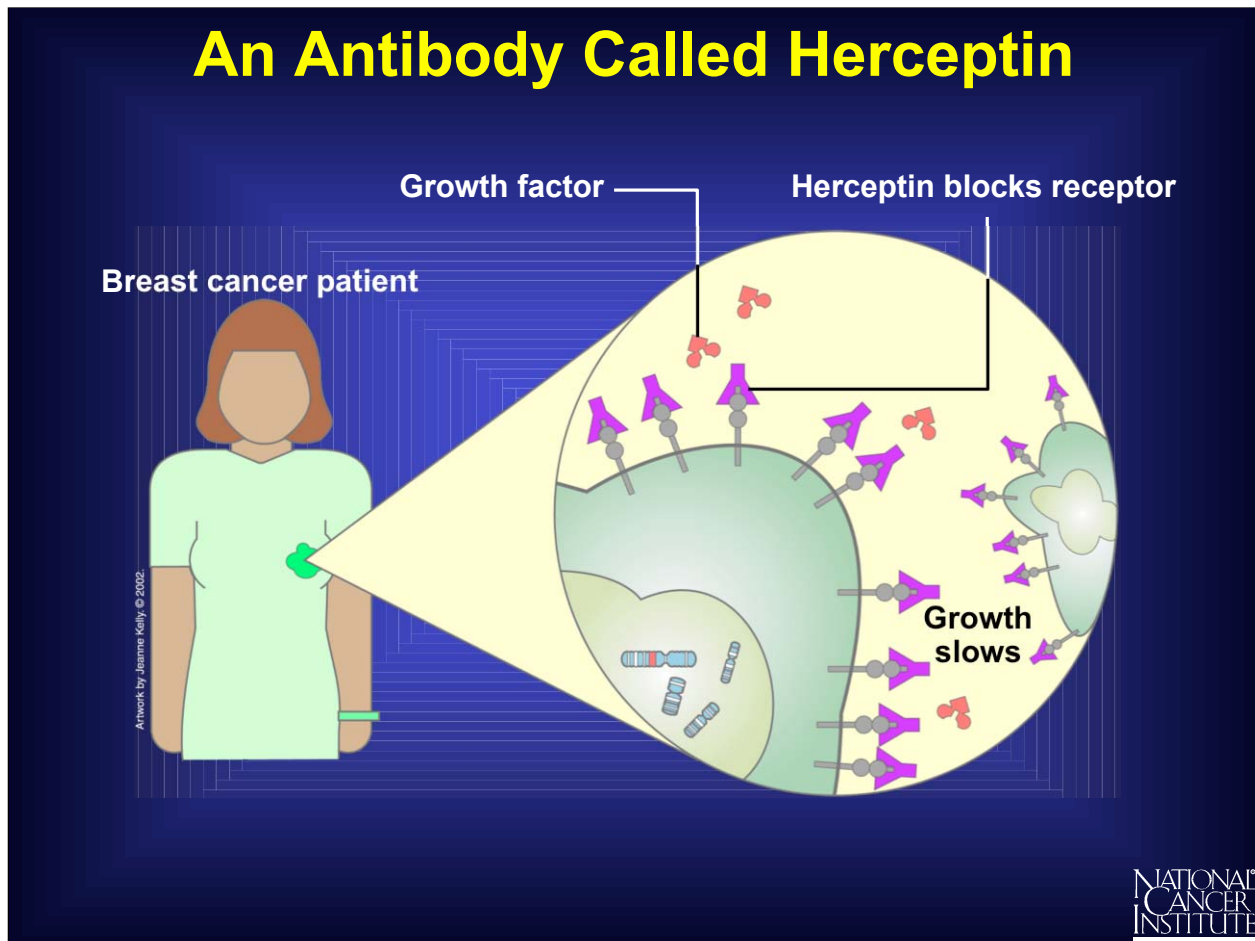 An Antibody Called Herceptin
Growth factor
Herceptin blocks receptor
Breast cancer patient
Growth
slows
Artwork by Jeanne Kelly. © 2002.
NATIONAL®
CANCER
INSTITUTE